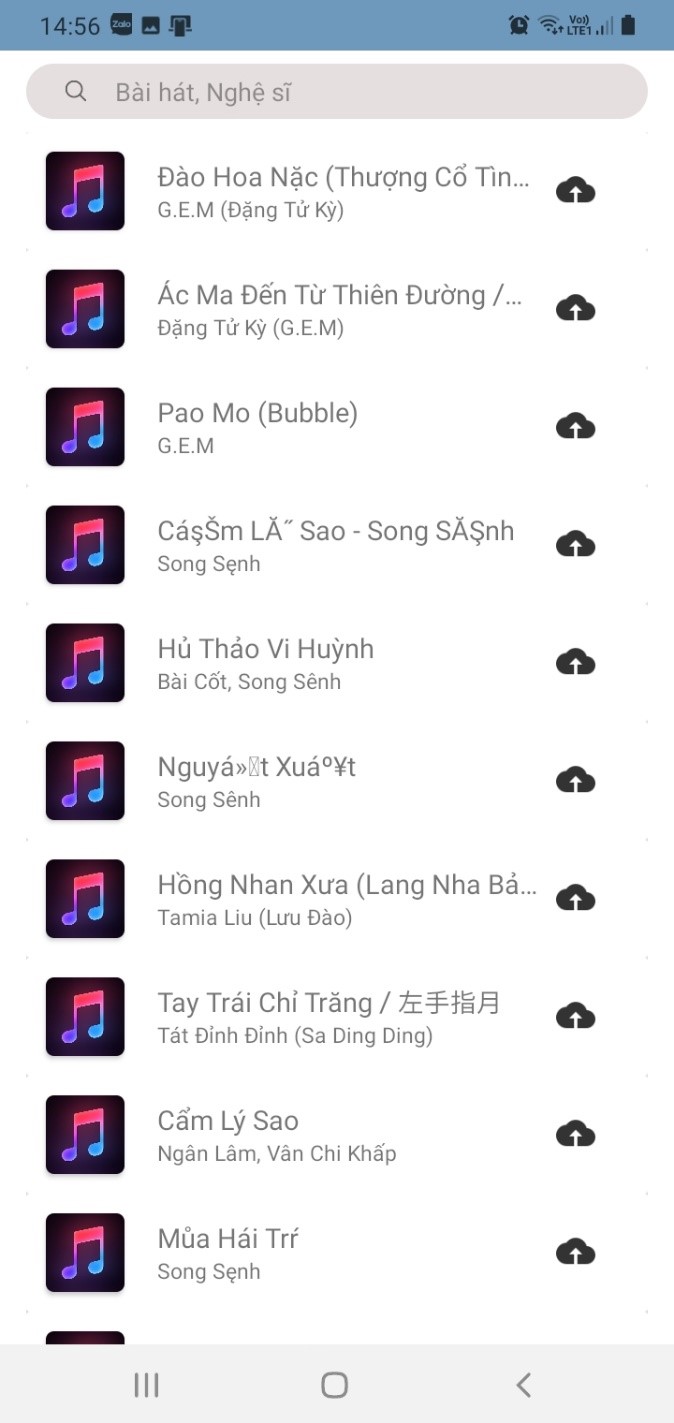 14:56 Zalo Vo)) LTE1
Bài hát, Nghệ sĩ
Đào Hoa Nặc (Thượng Cổ Tìn...
G.E.M (Đặng Tử Kỳ)
Ác Ma Đến Từ Thiên Đường /...
Đặng Tử Kỳ (G.E.M)
Pao Mo (Bubble)
G.E.M
CáşŠm LĂ˝ Sao - Song SĂŞnh
Song Sęnh
Hủ Thảo Vi Huỳnh
Bài Cốt, Song Sênh
Nguyá»t Xuáº¥t
Song Sênh
Hồng Nhan Xưa (Lang Nha Bả...
Tamia Liu (Lưu Đào)
Tay Trái Chỉ Trăng / 左手指月
Tát Đỉnh Đỉnh (Sa Ding Ding)
Cẩm Lý Sao
Ngân Lâm, Vân Chi Khấp
Můa Hái Trŕ
Song Sęnh